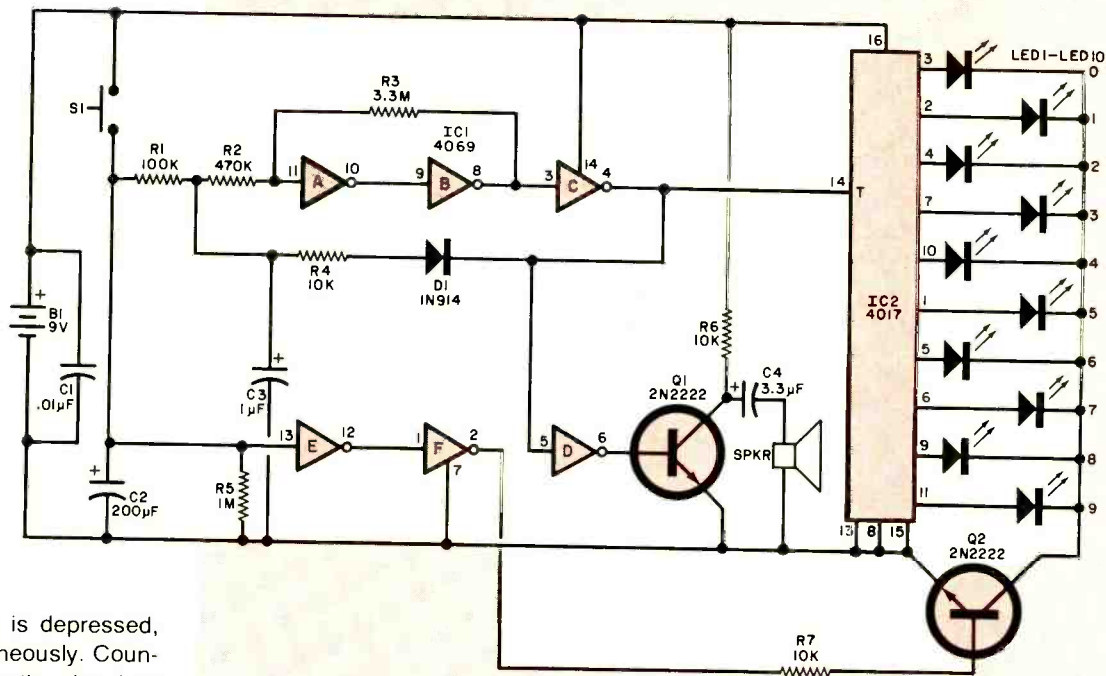 16
3
LED1-LED10
0
2
1
4
2
7
3
10
4
1
5
5
6
6
7
9
8
11
9
S1
R3
3.3M
IC1
4069
R1
100K
R2
470K
11
A
10
9
B
8
3
C
14
4
14
T
IC2
4017
R4
10K
D1
1N914
R6
10K
+
B1
9V
C1
.01µF
+
C3
1µF
Q1
2N2222
+
C4
3.3µF
SPKR
13
E
12
1
F
2
7
5
D
6
+
C2
200µF
R5
1M
13
8
15
Q2
2N2222
R7
10K
is depressed,
neously. Coun-